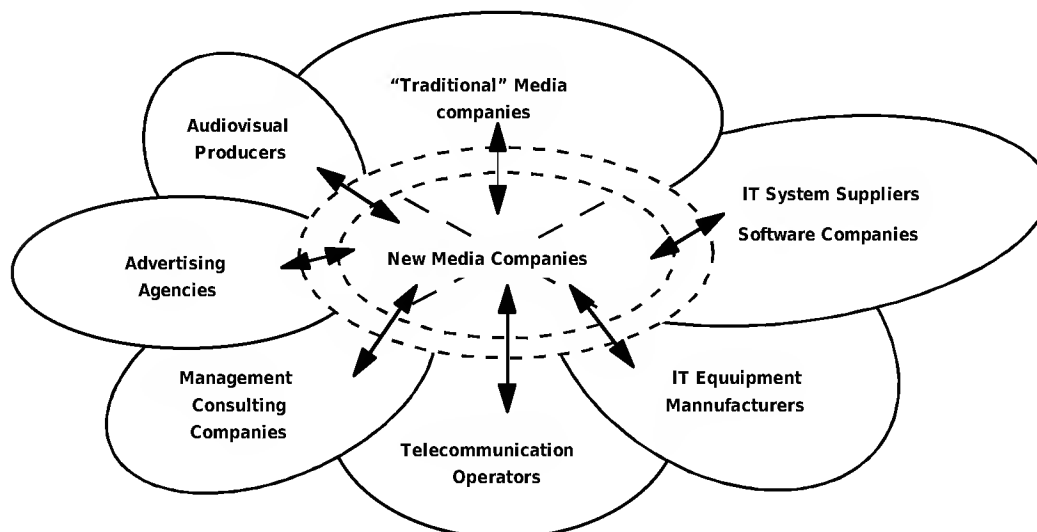 “Traditional” Media
companies
Audiovisual
Producers
IT System Suppliers
Software Companies
New Media Companies
Advertising
Agencies
Management
Consulting
Companies
IT Equuipment
Mannufacturers
Telecommunication
Operators